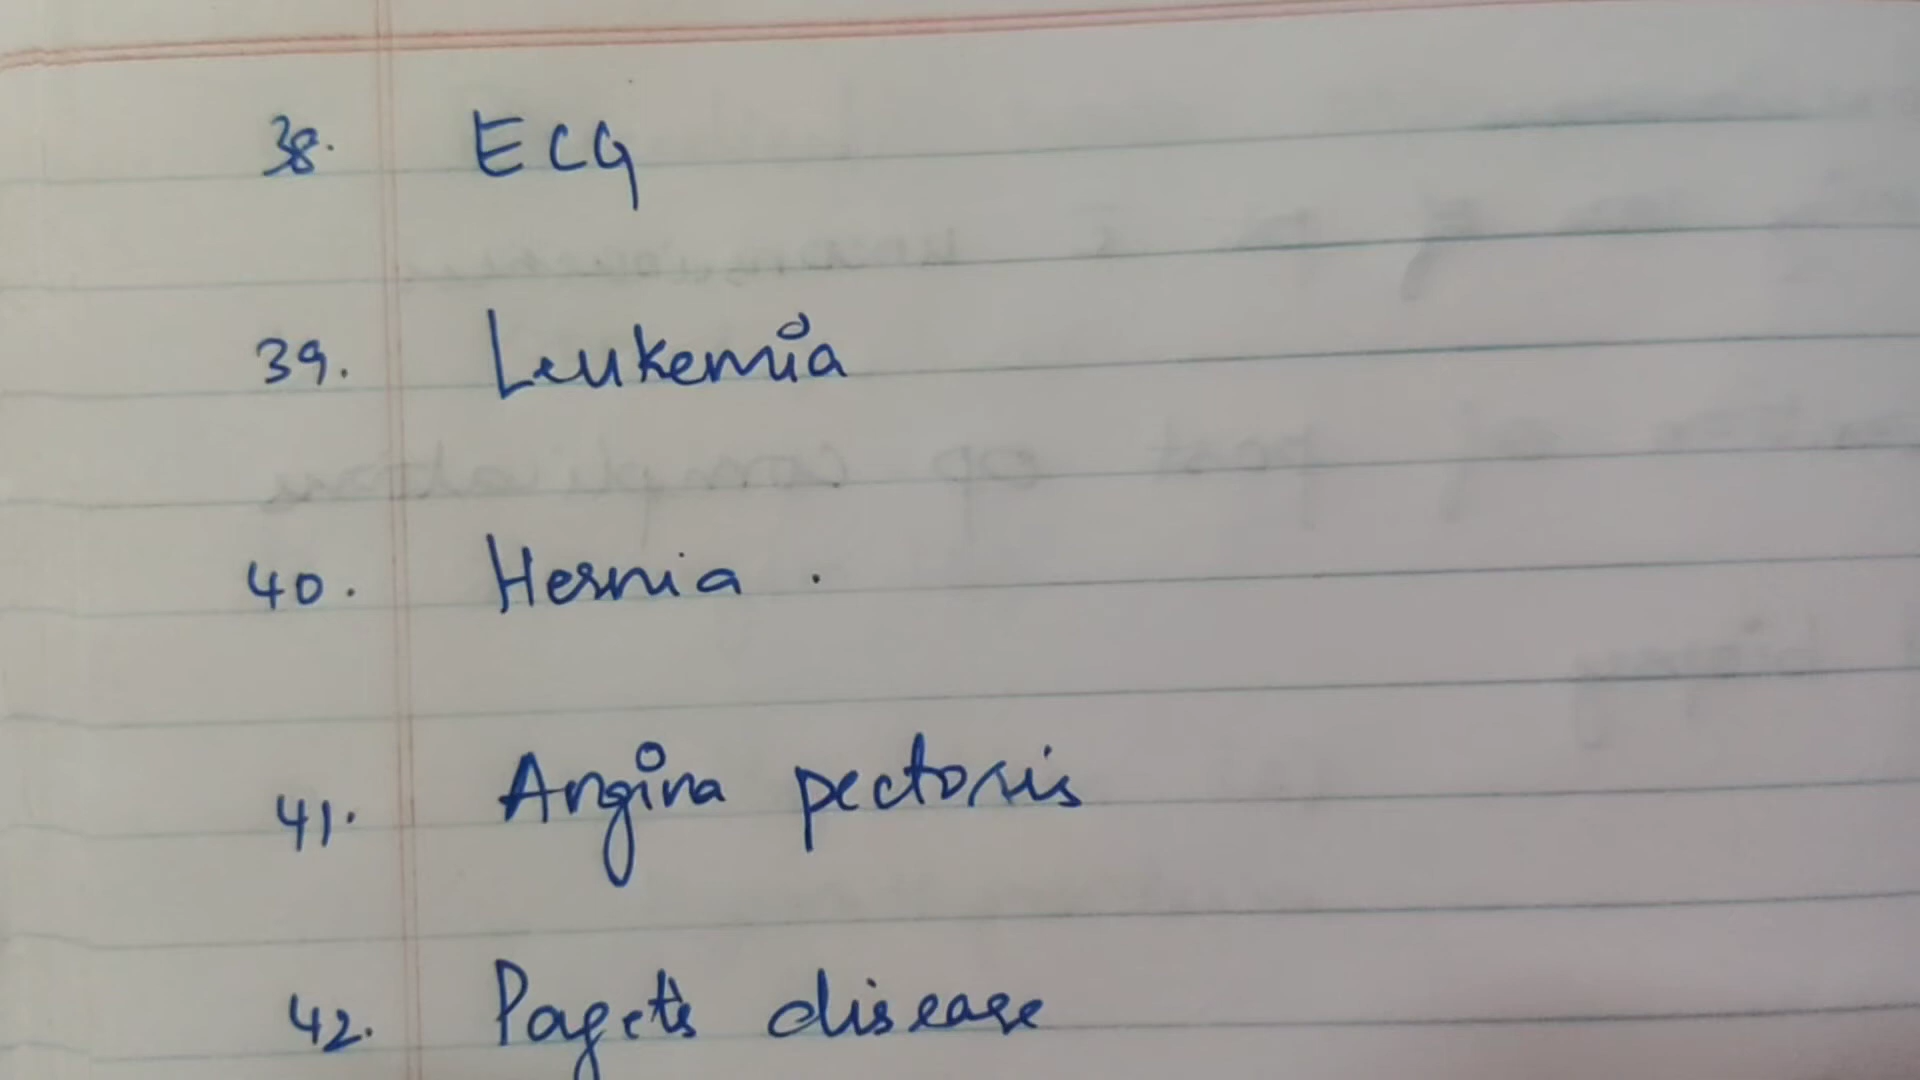 38. ECG
39. Leukemia
40. Hernia.
41. Angina pectoris
42. Paget's disease